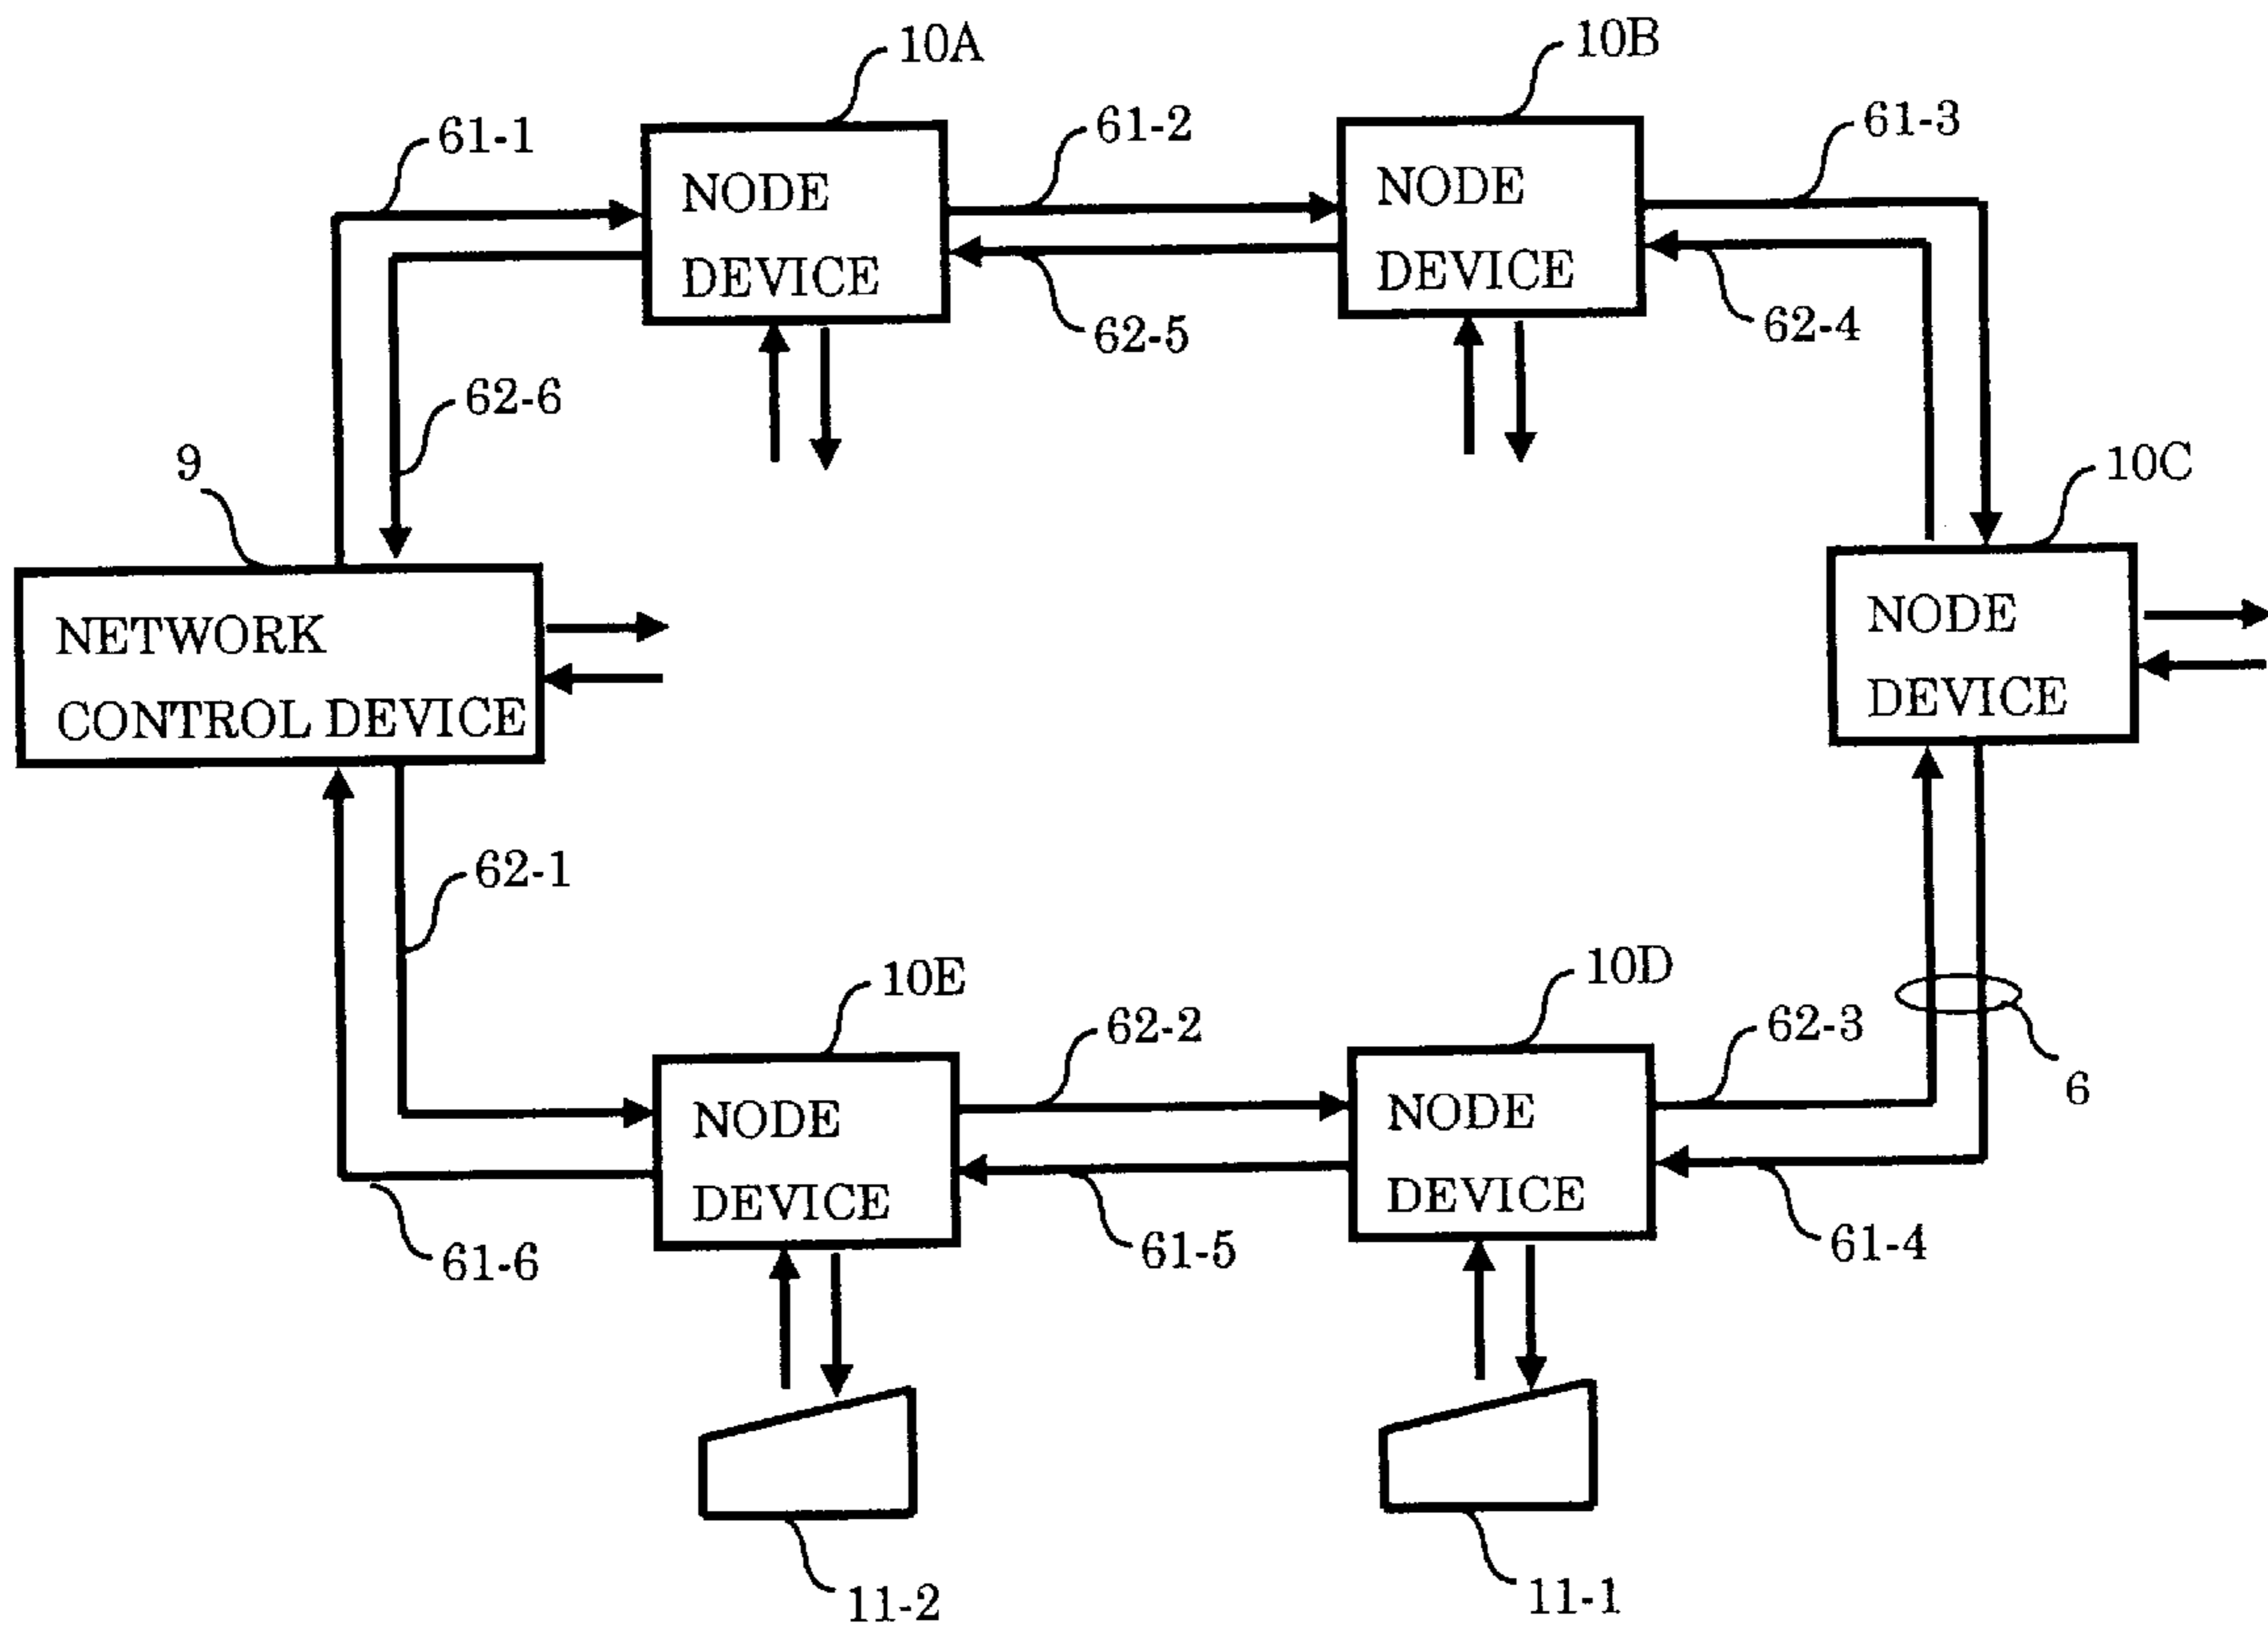 10A
10B
61-1
61-2
61-3
NODE
DEVICE
NODE
DEVICE
62-5
62-4
62-6
9
10C
NETWORK
CONTROL DEVICE
NODE
DEVICE
62-1
10E
10D
62-2
62-3
6
NODE
DEVICE
NODE
DEVICE
61-6
61-5
61-4
11-2
11-1